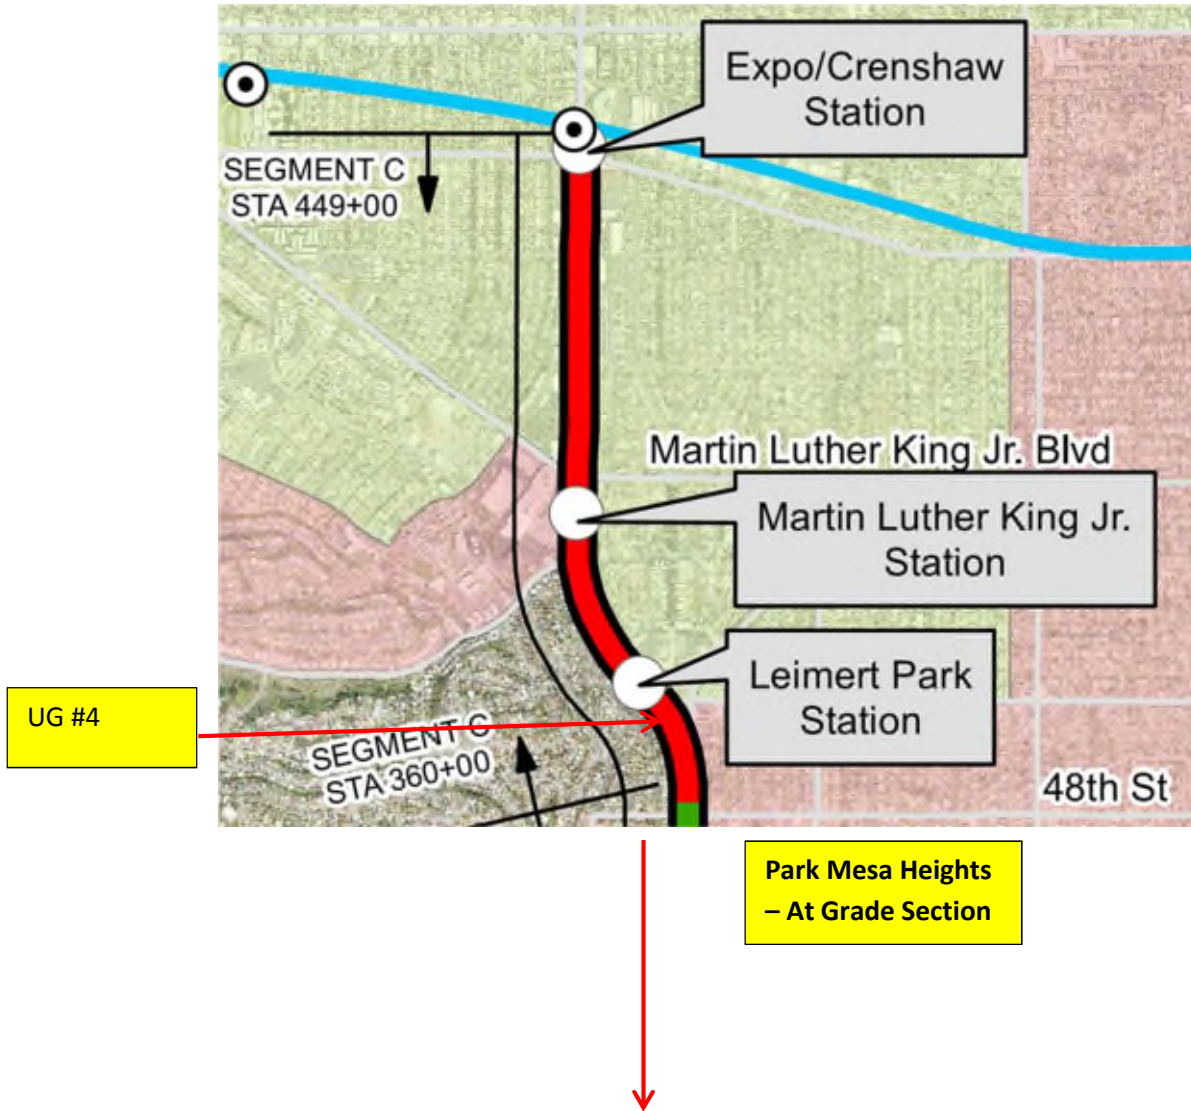 Expo/Crenshaw
Station
SEGMENT C
STA 449+00
Martin Luther King Jr. Blvd
Martin Luther King Jr.
Station
Leimert Park
Station
UG #4
SEGMENT C
STA 360+00
48th St
Park Mesa Heights
– At Grade Section